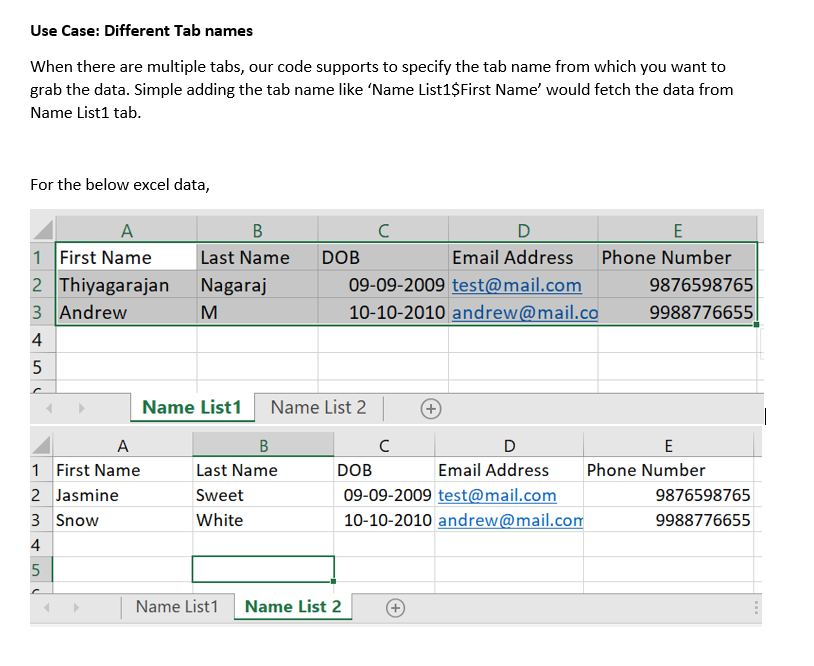 Use Case: Different Tab names
When there are multiple tabs, our code supports to specify the tab name from which you want to
grab the data. Simple adding the tab name like ‘Name List1$First Name’ would fetch the data from
Name List1 tab.
For the below excel data,
A B C D E
1 First Name Last Name DOB Email Address Phone Number
2 Thiyagarajan Nagaraj 09-09-2009 test@mail.com 9876598765
3 Andrew M 10-10-2010 andrew@mail.co 9988776655
4
5
Name List1 Name List 2
A B C D E
1 First Name Last Name DOB Email Address Phone Number
2 Jasmine Sweet 09-09-2009 test@mail.com 9876598765
3 Snow White 10-10-2010 andrew@mail.com 9988776655
4
5
Name List1 Name List 2